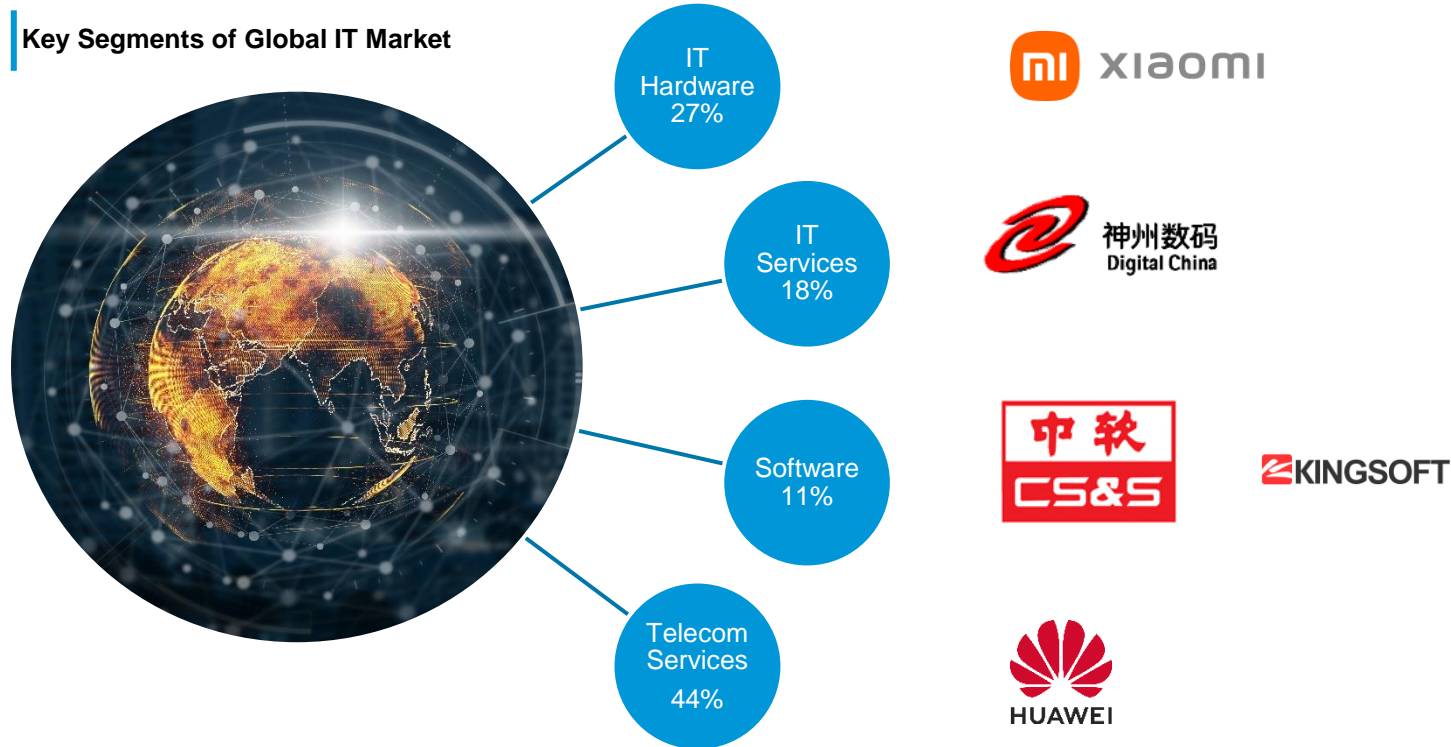 Key Segments of Global IT Market
IT
Hardware
27%
mi xiaomi
IT
Services
18%
神州数码
Digital China
Software
11%
中软
CS&S
KINGSOFT
Telecom
Services
44%
HUAWEI